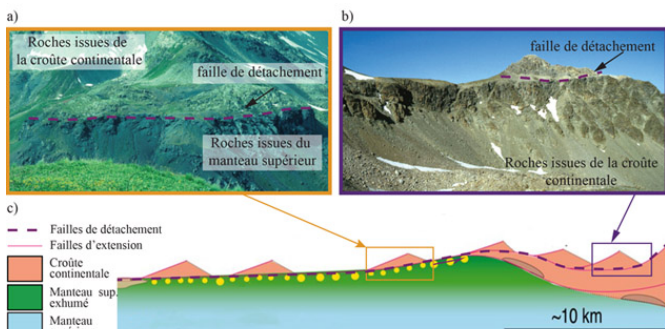 a)
b)
Roches issues de
la croûte continentale
faille de détachement
Roches issues du
manteau supérieur
faille de détachement
Roches issues de la croûte
continentale
c)
Failles de détachement
Failles d'extension
Croûte
continentale
Manteau sup.
exhumé
Manteau
~10 km